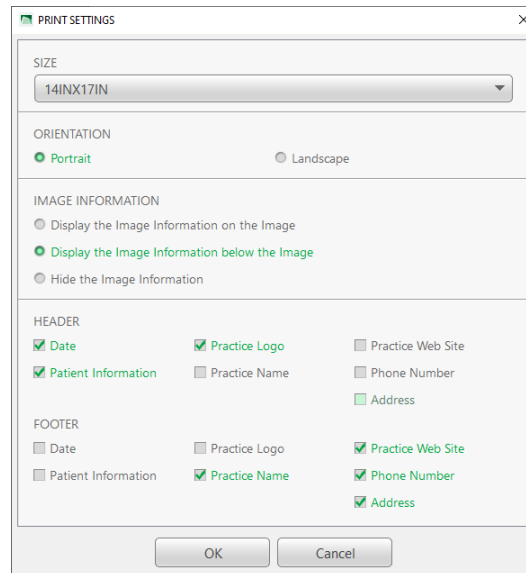 PRINT SETTINGS
SIZE
14INX17IN
ORIENTATION
Portrait Landscape
IMAGE INFORMATION
Display the Image Information on the Image
Display the Image Information below the Image
Hide the Image Information
HEADER
Date Practice Logo Practice Web Site
Patient Information Practice Name Phone Number
Address
FOOTER
Date Practice Logo Practice Web Site
Patient Information Practice Name Phone Number
Address
OK Cancel